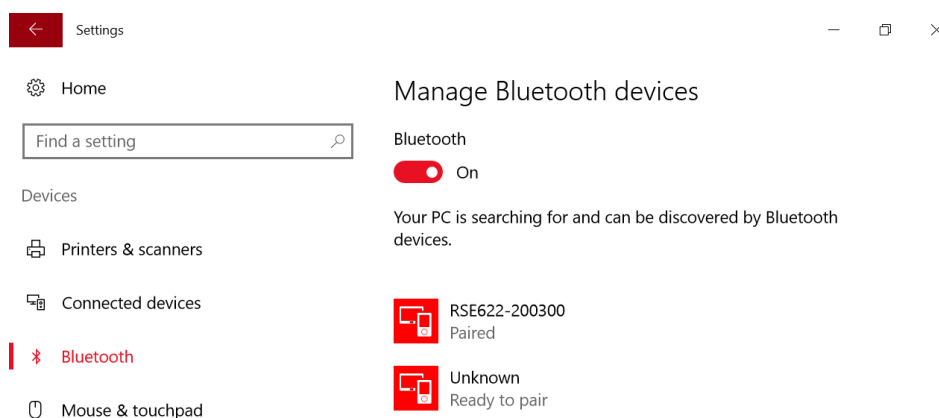 Settings
Home
Find a setting
Devices
Printers & scanners
Connected devices
Bluetooth
Mouse & touchpad
Manage Bluetooth devices
Bluetooth
On
Your PC is searching for and can be discovered by Bluetooth
devices.
RSE622-200300
Paired
Unknown
Ready to pair